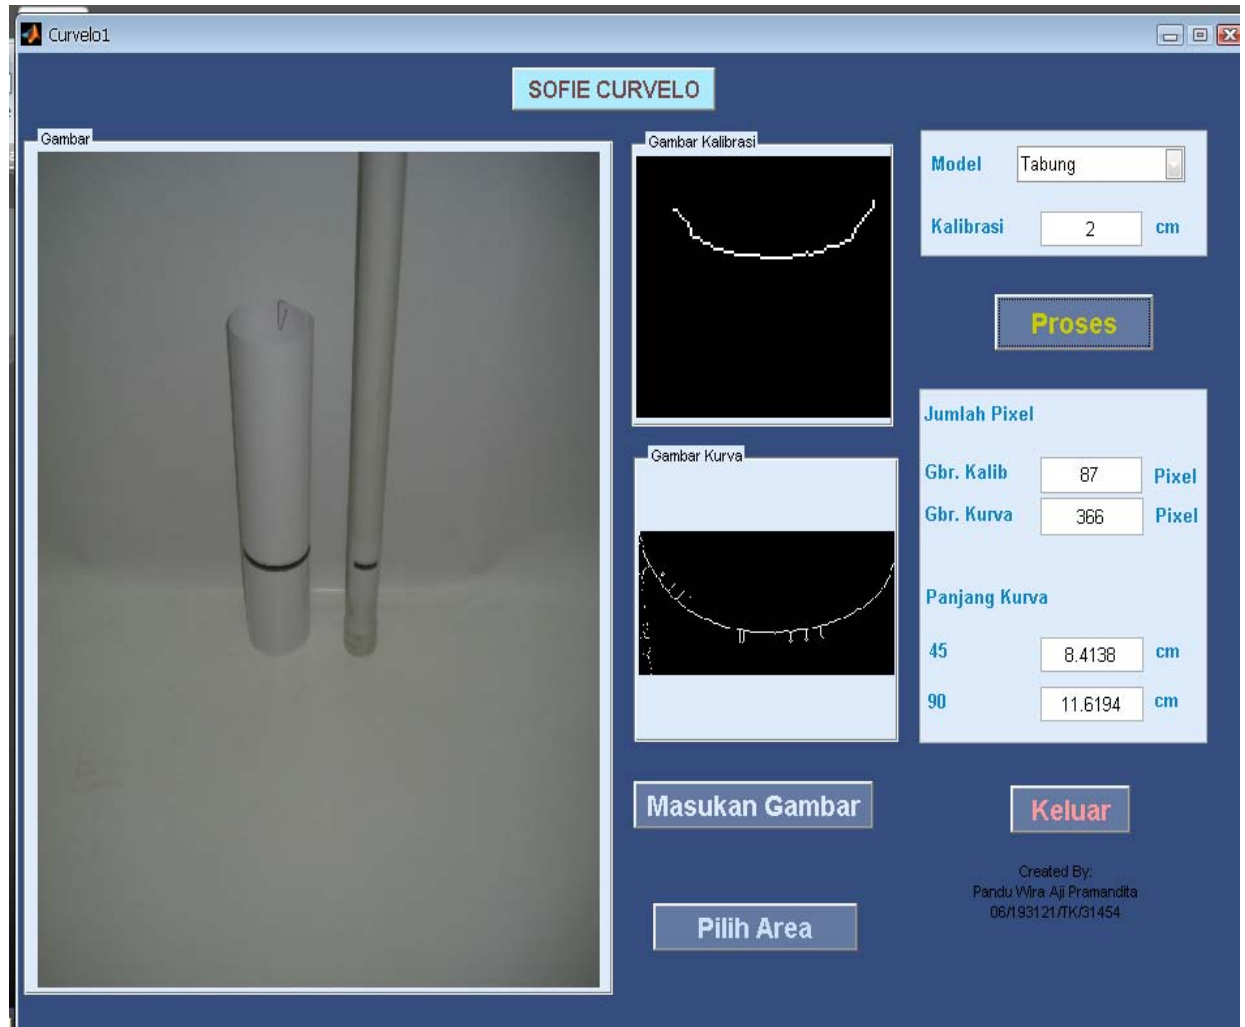 Curvelo1
SOFIE CURVELO
Gambar
Gambar Kalibrasi
Model
Tabung
Kalibrasi
2
cm
Proses
Jumlah Pixel
Gbr. Kalib
87
Pixel
Gbr. Kurva
366
Pixel
Gambar Kurva
Panjang Kurva
45
8.4138
cm
90
11.6194
cm
Masukan Gambar
Keluar
Pilih Area
Created By:
Pandu Wira Aji Pramandita
06/193121/TK/31454